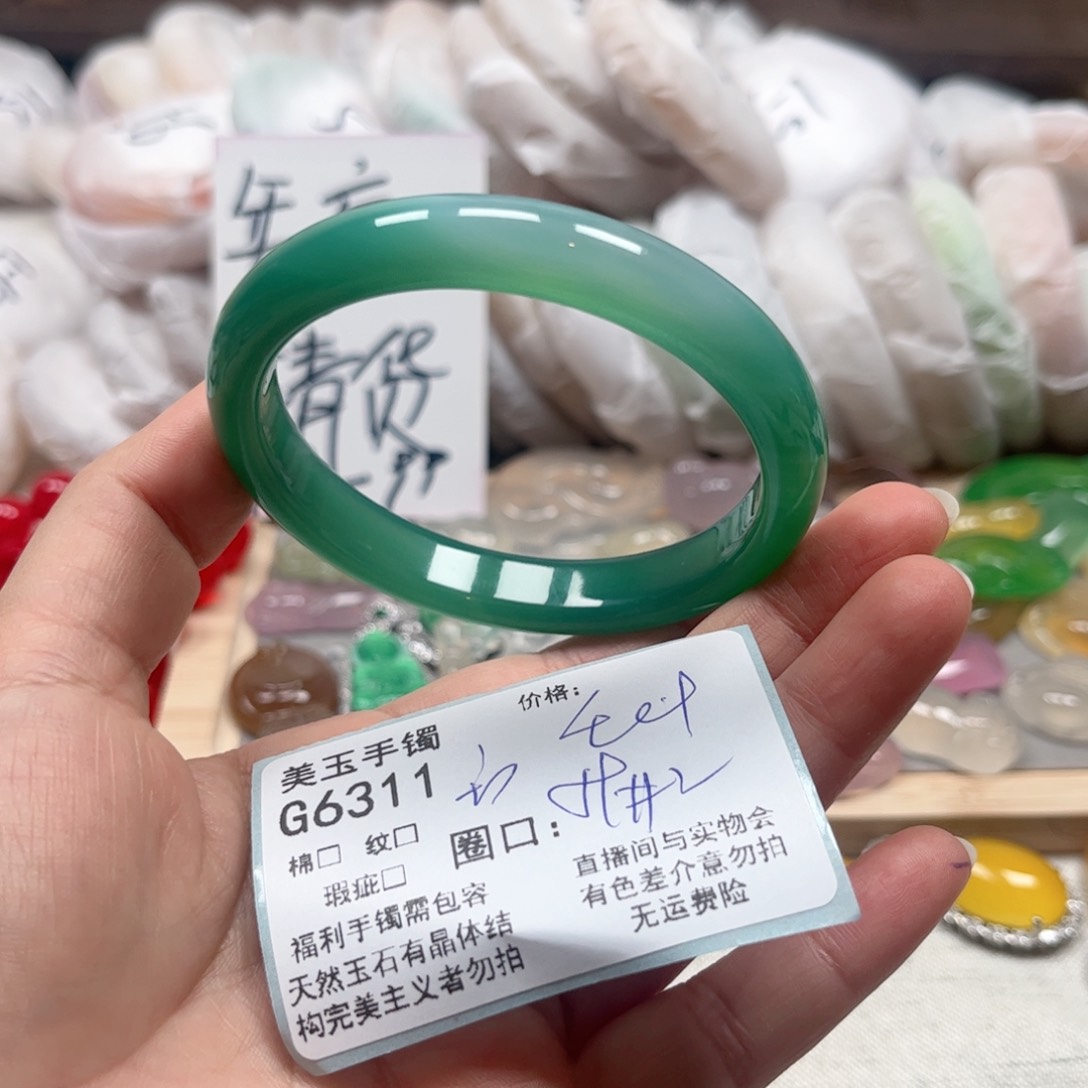 年
清货
价格:
美玉手镯
G6311
棉□ 纹□
圈口:
瑕疵□
福利手镯需包容
天然玉石有晶体结
构完美主义者勿拍
直播间与实物会
有色差介意勿拍
无运费险